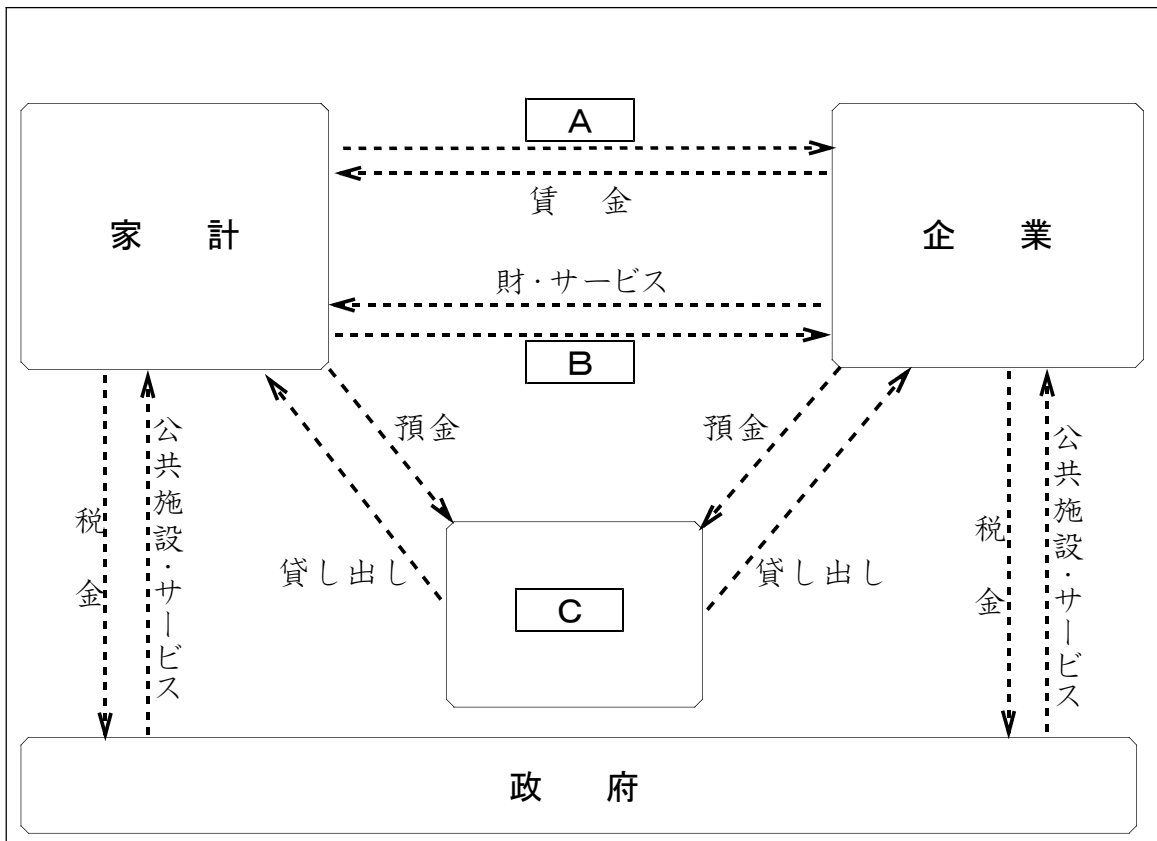 A
賃金
家計
企業
財・サービス
B
預金
預金
税金
公共施設・サービス
貸し出し
C
貸し出し
税金
公共施設・サービス
政府